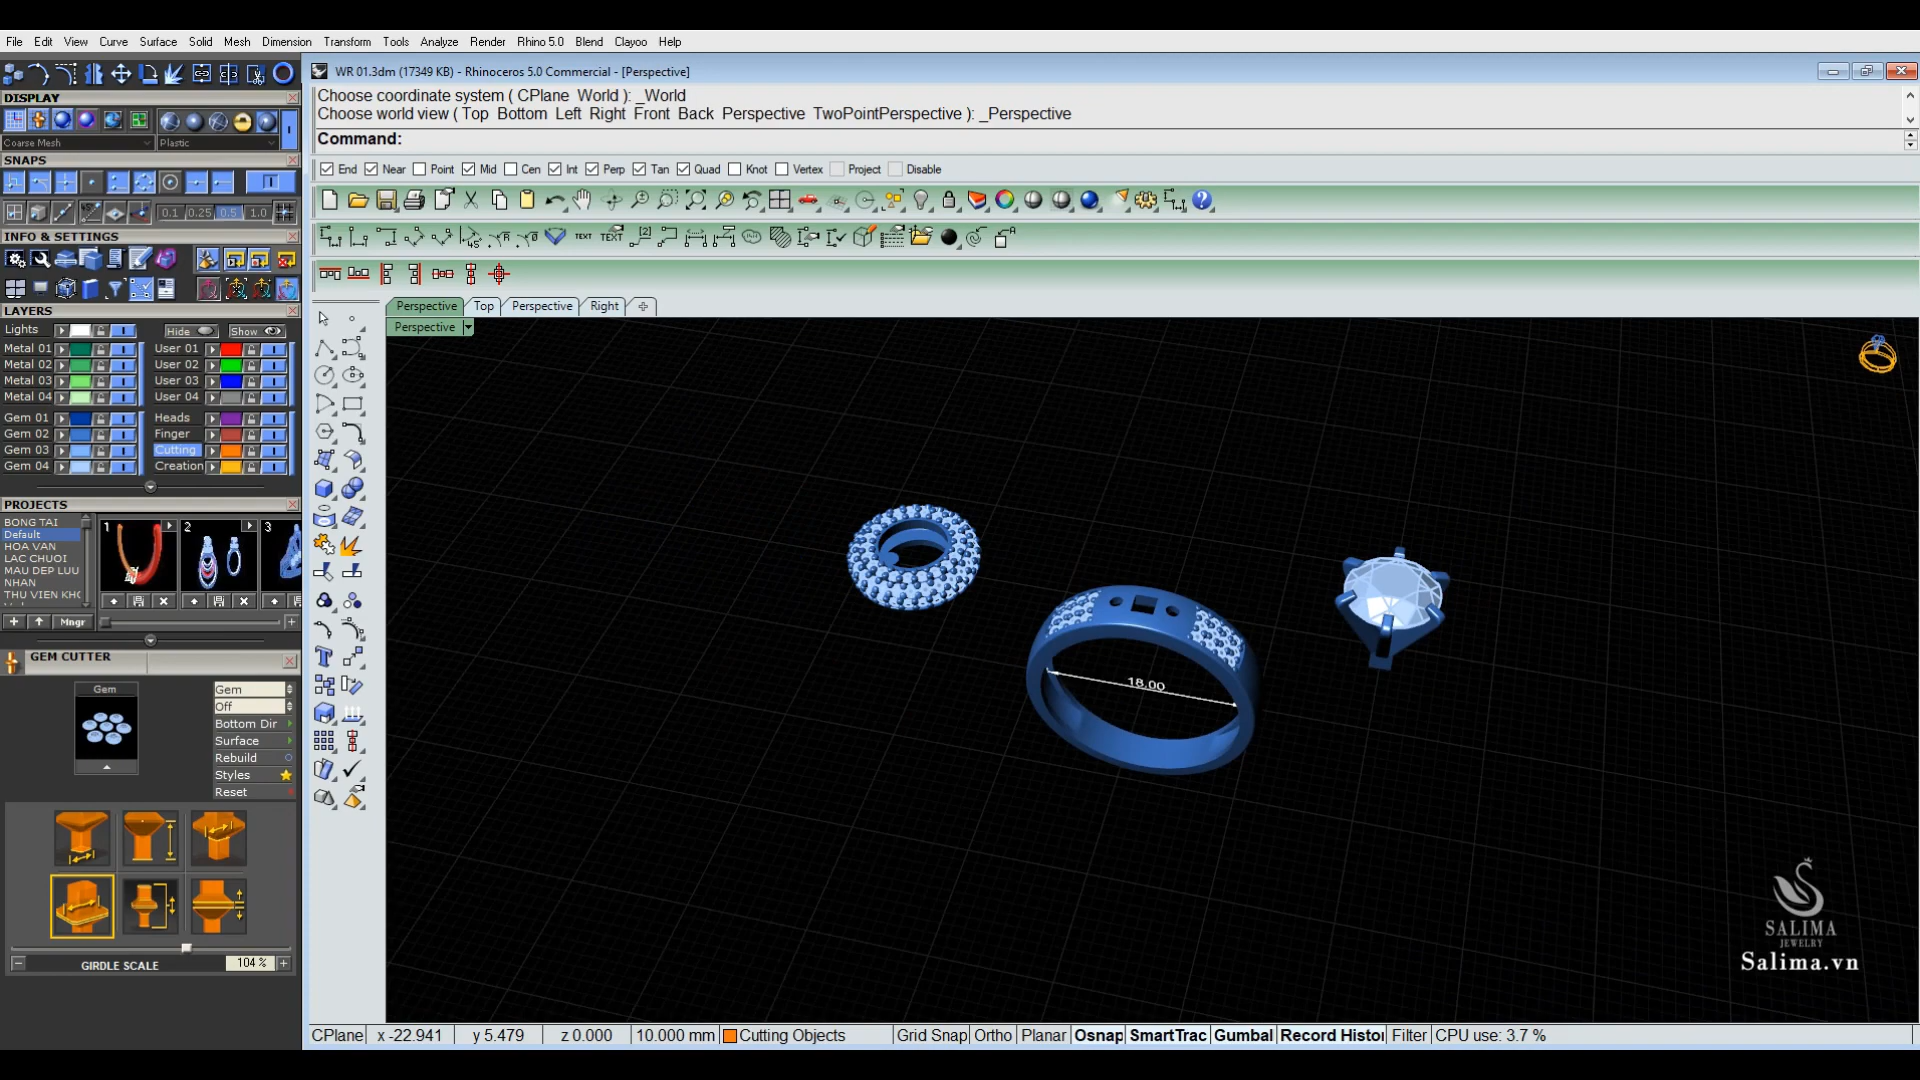 File Edit View Curve Surface Solid Mesh Dimension Transform Tools Analyze Render Rhino 5.0 Blend Clayoo Help
WR 01.3dm (17349 KB) - Rhinoceros 5.0 Commercial - [Perspective]
Choose coordinate system ( CPlane World ): _World
Choose world view ( Top Bottom Left Right Front Back Perspective TwoPointPerspective ): _Perspective
Command:
End Near Point Mid Cen Int Perp Tan Quad Knot Vertex Project Disable
Perspective Top Perspective Right
Perspective
DISPLAY
Coarse Mesh Plastic
SNAPS
0.1 0.25 0.5 1.0
INFO & SETTINGS
LAYERS
Lights Hide Show
Metal 01 User 01
Metal 02 User 02
Metal 03 User 03
Metal 04 User 04
Gem 01 Heads
Gem 02 Finger
Gem 03 Cutting
Gem 04 Creation
PROJECTS
BONG TAI
Default
HOA VAN
LAC CHUOI
MAU DEP LUU
NHAN
THU VIEN KHO
1 2 3
Mngr
GEM CUTTER
Gem
Gem
Off
Bottom Dir
Surface
Rebuild
Styles
Reset
GIRDLE SCALE 104 %
TEXT TEXT
18.00
SALIMA
JEWELRY
Salima.vn
CPlane x -22.941 y 5.479 z 0.000 10.000 mm Cutting Objects Grid Snap Ortho Planar Osnap SmartTrac Gumbal Record Histor Filter CPU use: 3.7 %